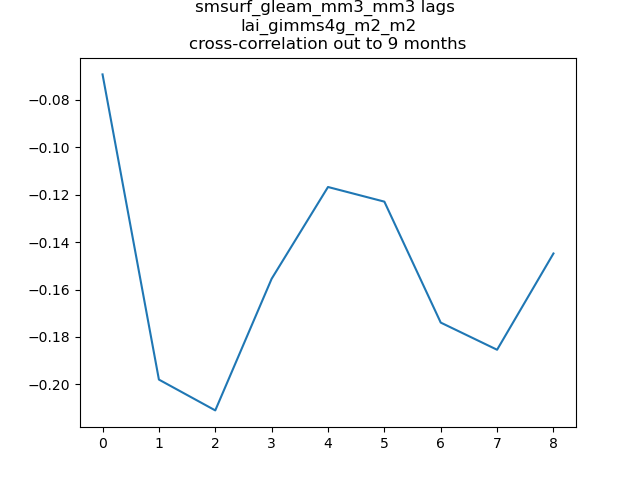 smsurf_gleam_mm3_mm3 lags
lai_gimms4g_m2_m2
cross-correlation out to 9 months
−0.08
−0.10
−0.12
−0.14
−0.16
−0.18
−0.20
0 1 2 3 4 5 6 7 8